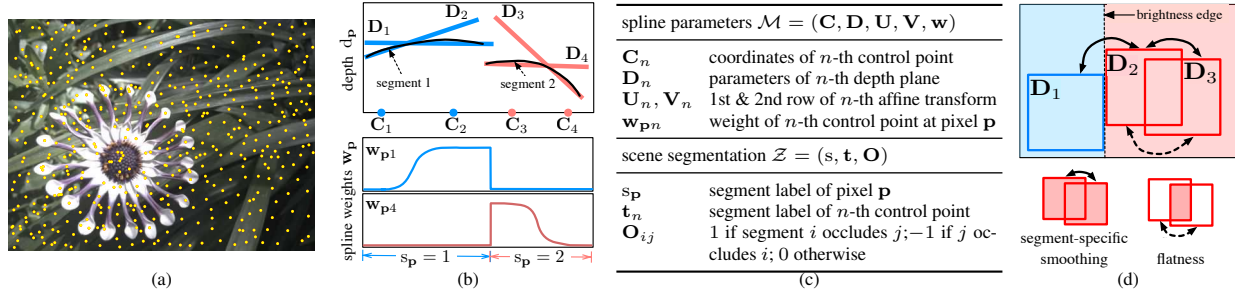 (a)
D₂
D₃
D₁
D₄
depth dₚ
segment 1
segment 2
C₁
C₂
C₃
C₄
spline weights wₚ
wₚ₁
wₚ₄
sₚ = 1
sₚ = 2
(b)
spline parameters ℳ = (C, D, U, V, w)
Cₙ coordinates of n-th control point
Dₙ parameters of n-th depth plane
Uₙ, Vₙ 1st & 2nd row of n-th affine transform
wₚₙ weight of n-th control point at pixel p
scene segmentation 𝒵 = (s, t, O)
sₚ segment label of pixel p
tₙ segment label of n-th control point
Oᵢⱼ 1 if segment i occludes j;−1 if j oc-
cludes i; 0 otherwise
(c)
brightness edge
D₁
D₂
D₃
segment-specific
smoothing
flatness
(d)